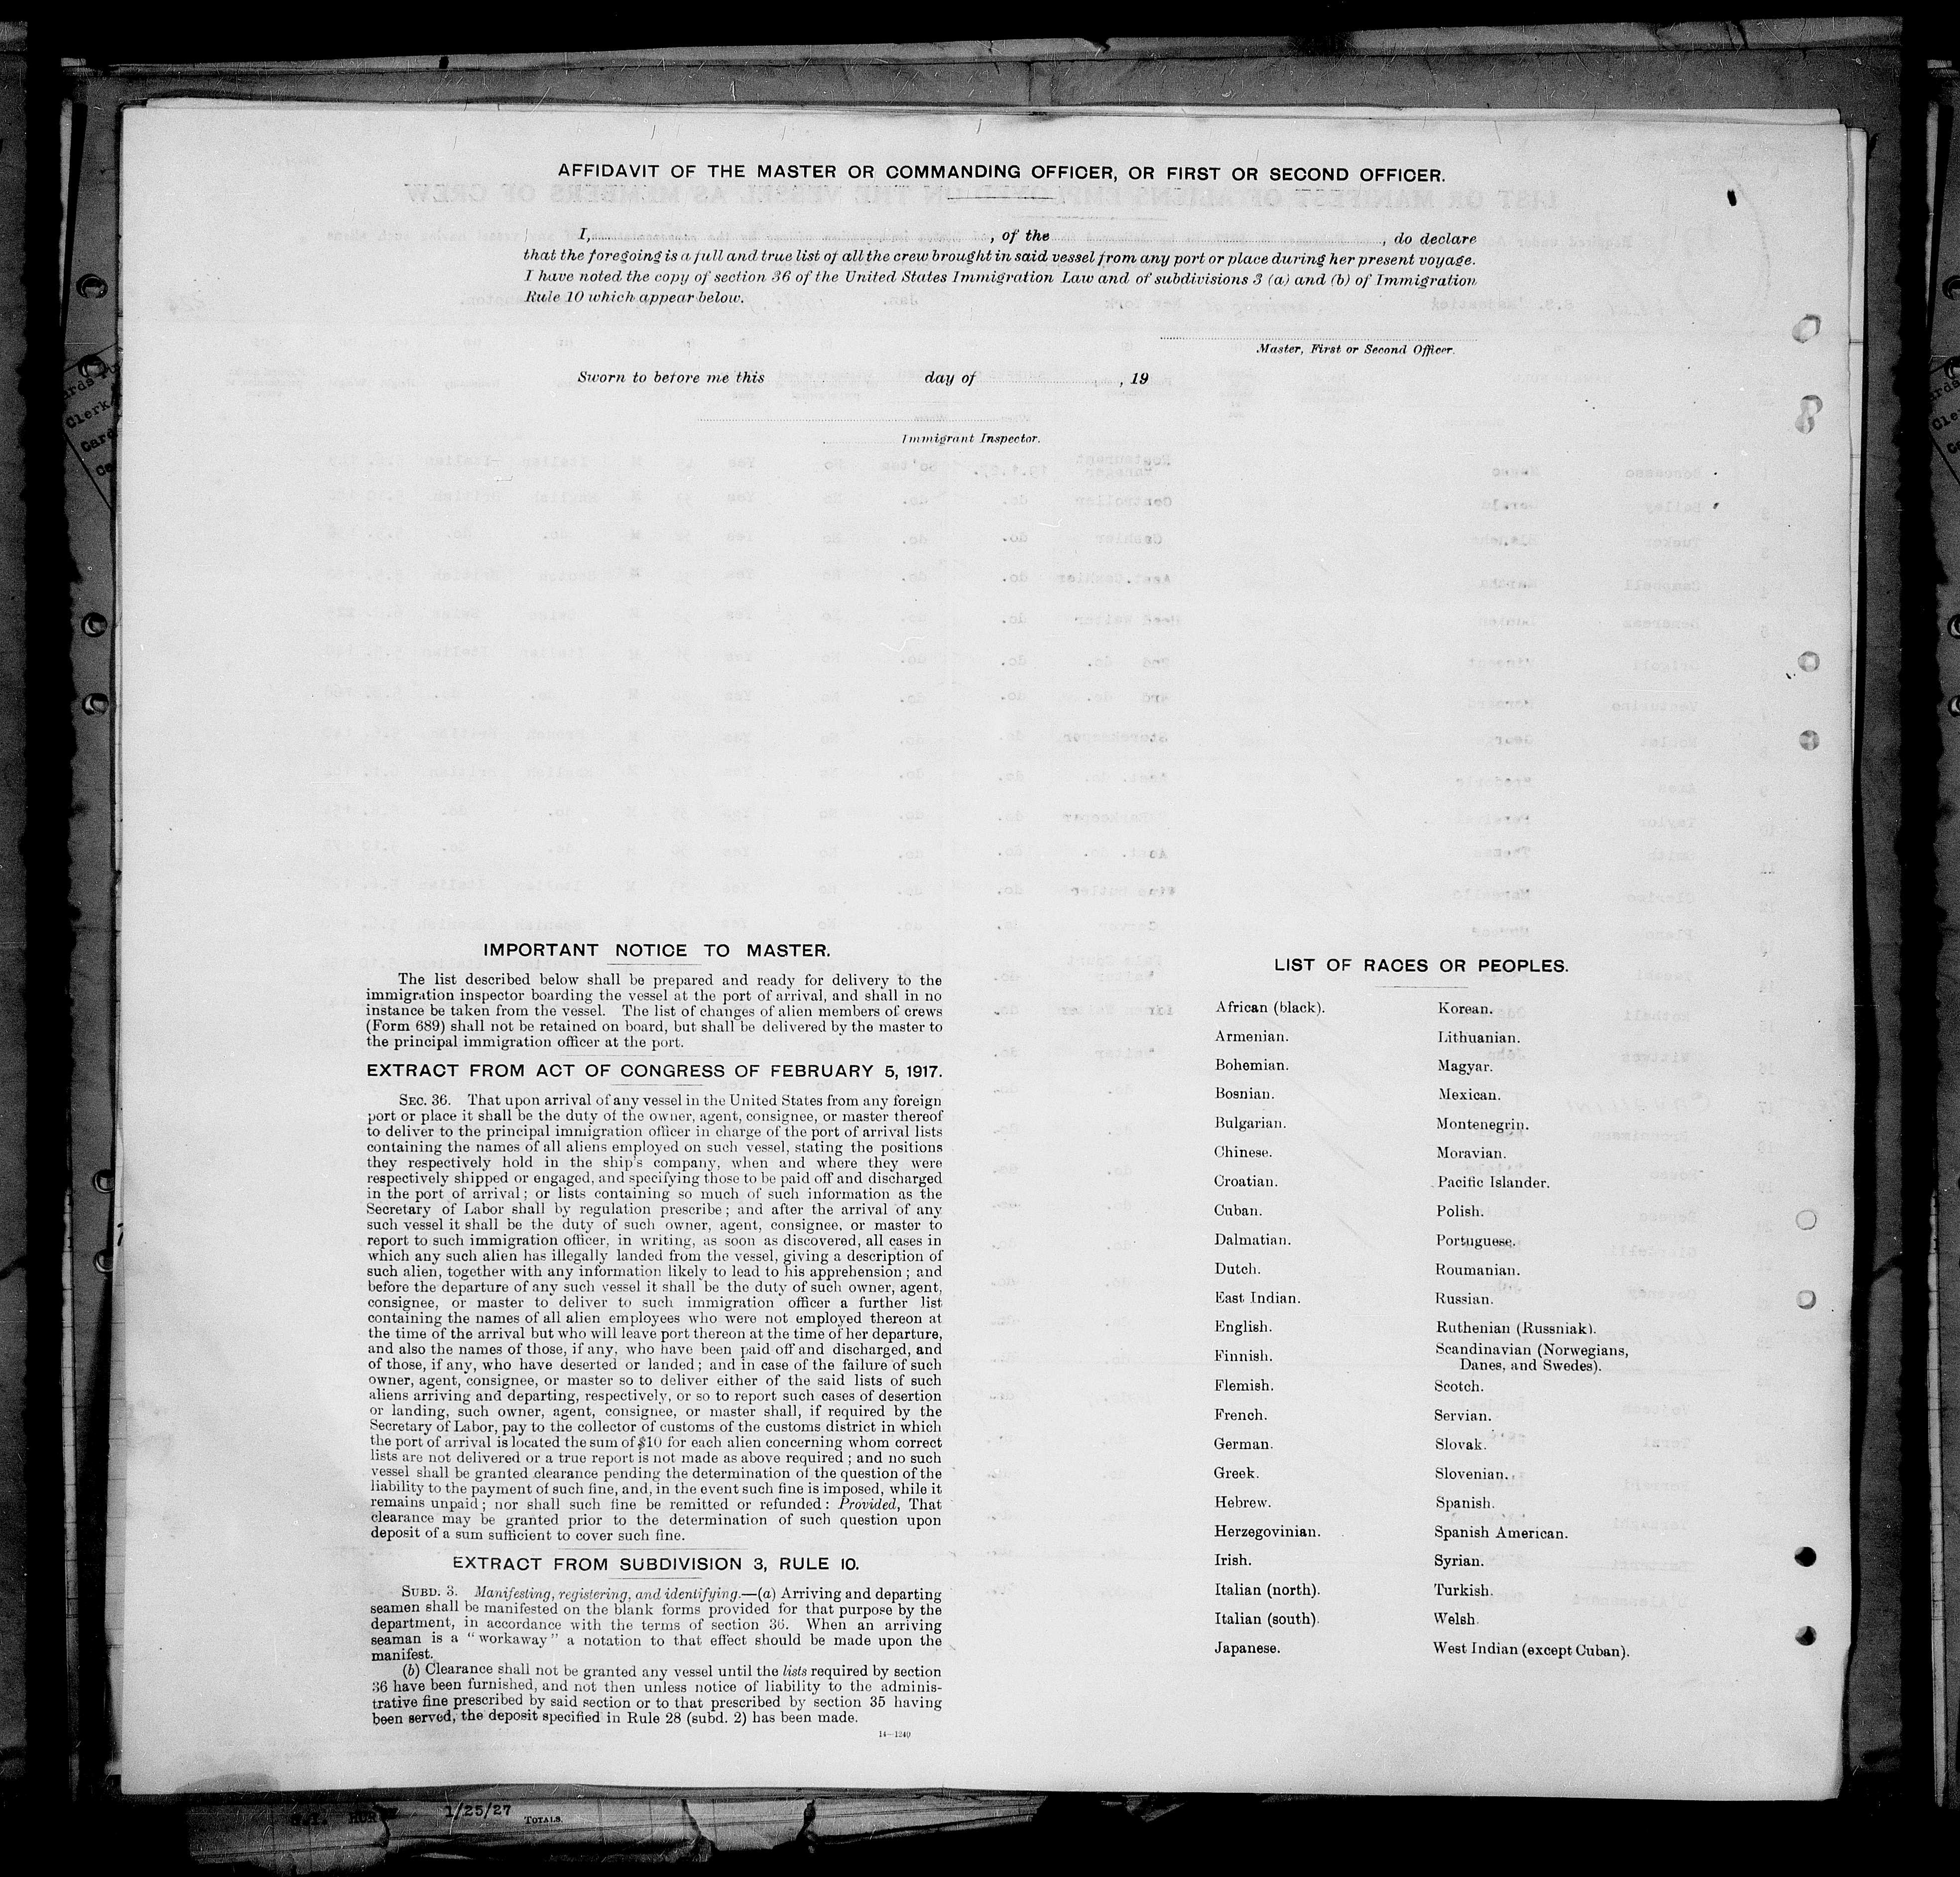 AFFIDAVIT OF THE MASTER OR COMMANDING OFFICER, OR FIRST OR SECOND OFFICER.
I, , of the , do declare
that the foregoing is a full and true list of all the crew brought in said vessel from any port or place during her present voyage.
I have noted the copy of section 36 of the United States Immigration Law and of subdivisions 3 (a) and (b) of Immigration
Rule 10 which appear below.
Master, First or Second Officer.
Sworn to before me this day of , 19
Immigrant Inspector.
IMPORTANT NOTICE TO MASTER.
The list described below shall be prepared and ready for delivery to the
immigration inspector boarding the vessel at the port of arrival, and shall in no
instance be taken from the vessel. The list of changes of alien members of crews
(Form 689) shall not be retained on board, but shall be delivered by the master to
the principal immigration officer at the port.
EXTRACT FROM ACT OF CONGRESS OF FEBRUARY 5, 1917.
SEC. 36. That upon arrival of any vessel in the United States from any foreign
port or place it shall be the duty of the owner, agent, consignee, or master thereof
to deliver to the principal immigration officer in charge of the port of arrival lists
containing the names of all aliens employed on such vessel, stating the positions
they respectively hold in the ship's company, when and where they were
respectively shipped or engaged, and specifying those to be paid off and discharged
in the port of arrival; or lists containing so much of such information as the
Secretary of Labor shall by regulation prescribe; and after the arrival of any
such vessel it shall be the duty of such owner, agent, consignee, or master to
report to such immigration officer, in writing, as soon as discovered, all cases in
which any such alien has illegally landed from the vessel, giving a description of
such alien, together with any information likely to lead to his apprehension; and
before the departure of any such vessel it shall be the duty of such owner, agent,
consignee, or master to deliver to such immigration officer a further list
containing the names of all alien employees who were not employed thereon at
the time of the arrival but who will leave port thereon at the time of her departure,
and also the names of those, if any, who have been paid off and discharged, and
of those, if any, who have deserted or landed; and in case of the failure of such
owner, agent, consignee, or master so to deliver either of the said lists of such
aliens arriving and departing, respectively, or so to report such cases of desertion
or landing, such owner, agent, consignee, or master shall, if required by the
Secretary of Labor, pay to the collector of customs of the customs district in which
the port of arrival is located the sum of $10 for each alien concerning whom correct
lists are not delivered or a true report is not made as above required; and no such
vessel shall be granted clearance pending the determination of the question of the
liability to the payment of such fine, and, in the event such fine is imposed, while it
remains unpaid; nor shall such fine be remitted or refunded: Provided, That
clearance may be granted prior to the determination of such question upon
deposit of a sum sufficient to cover such fine.
EXTRACT FROM SUBDIVISION 3, RULE 10.
SUBD. 3. Manifesting, registering, and identifying.—(a) Arriving and departing
seamen shall be manifested on the blank forms provided for that purpose by the
department, in accordance with the terms of section 36. When an arriving
seaman is a "workaway" a notation to that effect should be made upon the
manifest.
(b) Clearance shall not be granted any vessel until the lists required by section
36 have been furnished, and not then unless notice of liability to the adminis-
trative fine prescribed by said section or to that prescribed by section 35 having
been served, the deposit specified in Rule 28 (subd. 2) has been made.
14—1240
LIST OF RACES OR PEOPLES.
African (black).
Armenian.
Bohemian.
Bosnian.
Bulgarian.
Chinese.
Croatian.
Cuban.
Dalmatian.
Dutch.
East Indian.
English.
Finnish.
Flemish.
French.
German.
Greek.
Hebrew.
Herzegovinian.
Irish.
Italian (north).
Italian (south).
Japanese.
Korean.
Lithuanian.
Magyar.
Mexican.
Montenegrin.
Moravian.
Pacific Islander.
Polish.
Portuguese.
Roumanian.
Russian.
Ruthenian (Russniak).
Scandinavian (Norwegians,
Danes, and Swedes).
Scotch.
Servian.
Slovak.
Slovenian.
Spanish.
Spanish American.
Syrian.
Turkish.
Welsh.
West Indian (except Cuban).
1/25/27
TOTALS.